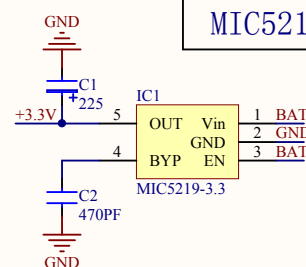 GND
MIC521
C1
225
IC1
+3.3V
5 OUT Vin 1 BAT
GND 2 GND
4 BYP EN 3 BAT
C2
470PF
MIC5219-3.3
GND